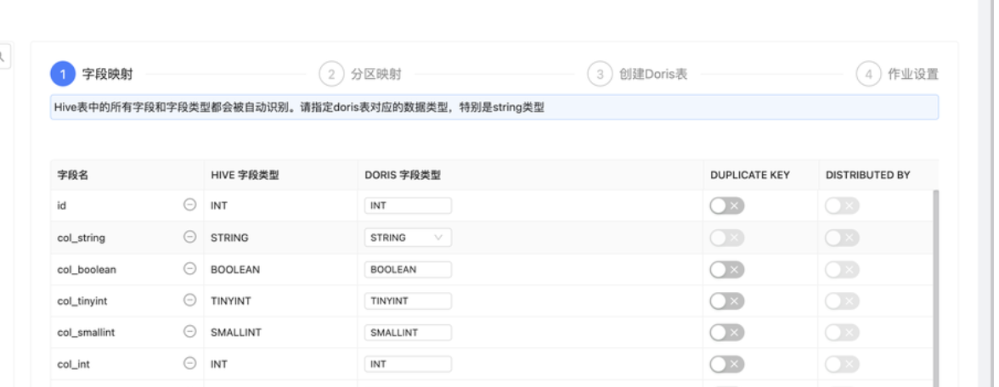 1 字段映射 2 分区映射 3 创建Doris表 4 作业设置
Hive表中的所有字段和字段类型都会被自动识别。请指定doris表对应的数据类型，特别是string类型
字段名 HIVE 字段类型 DORIS 字段类型 DUPLICATE KEY DISTRIBUTED BY
id INT INT
col_string STRING STRING
col_boolean BOOLEAN BOOLEAN
col_tinyint TINYINT TINYINT
col_smallint SMALLINT SMALLINT
col_int INT INT